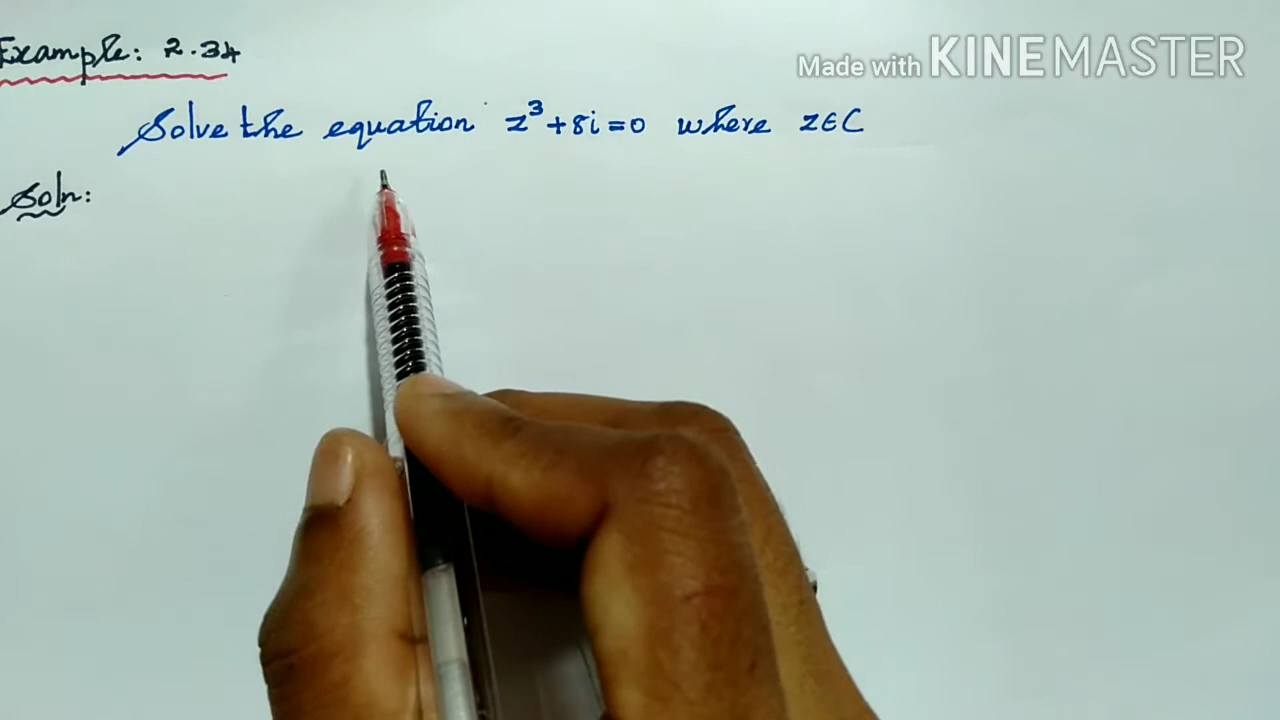 Example: 2.34
Made with KINEMASTER
Solve the equation z³+8i=0 where z∈C
Soln: